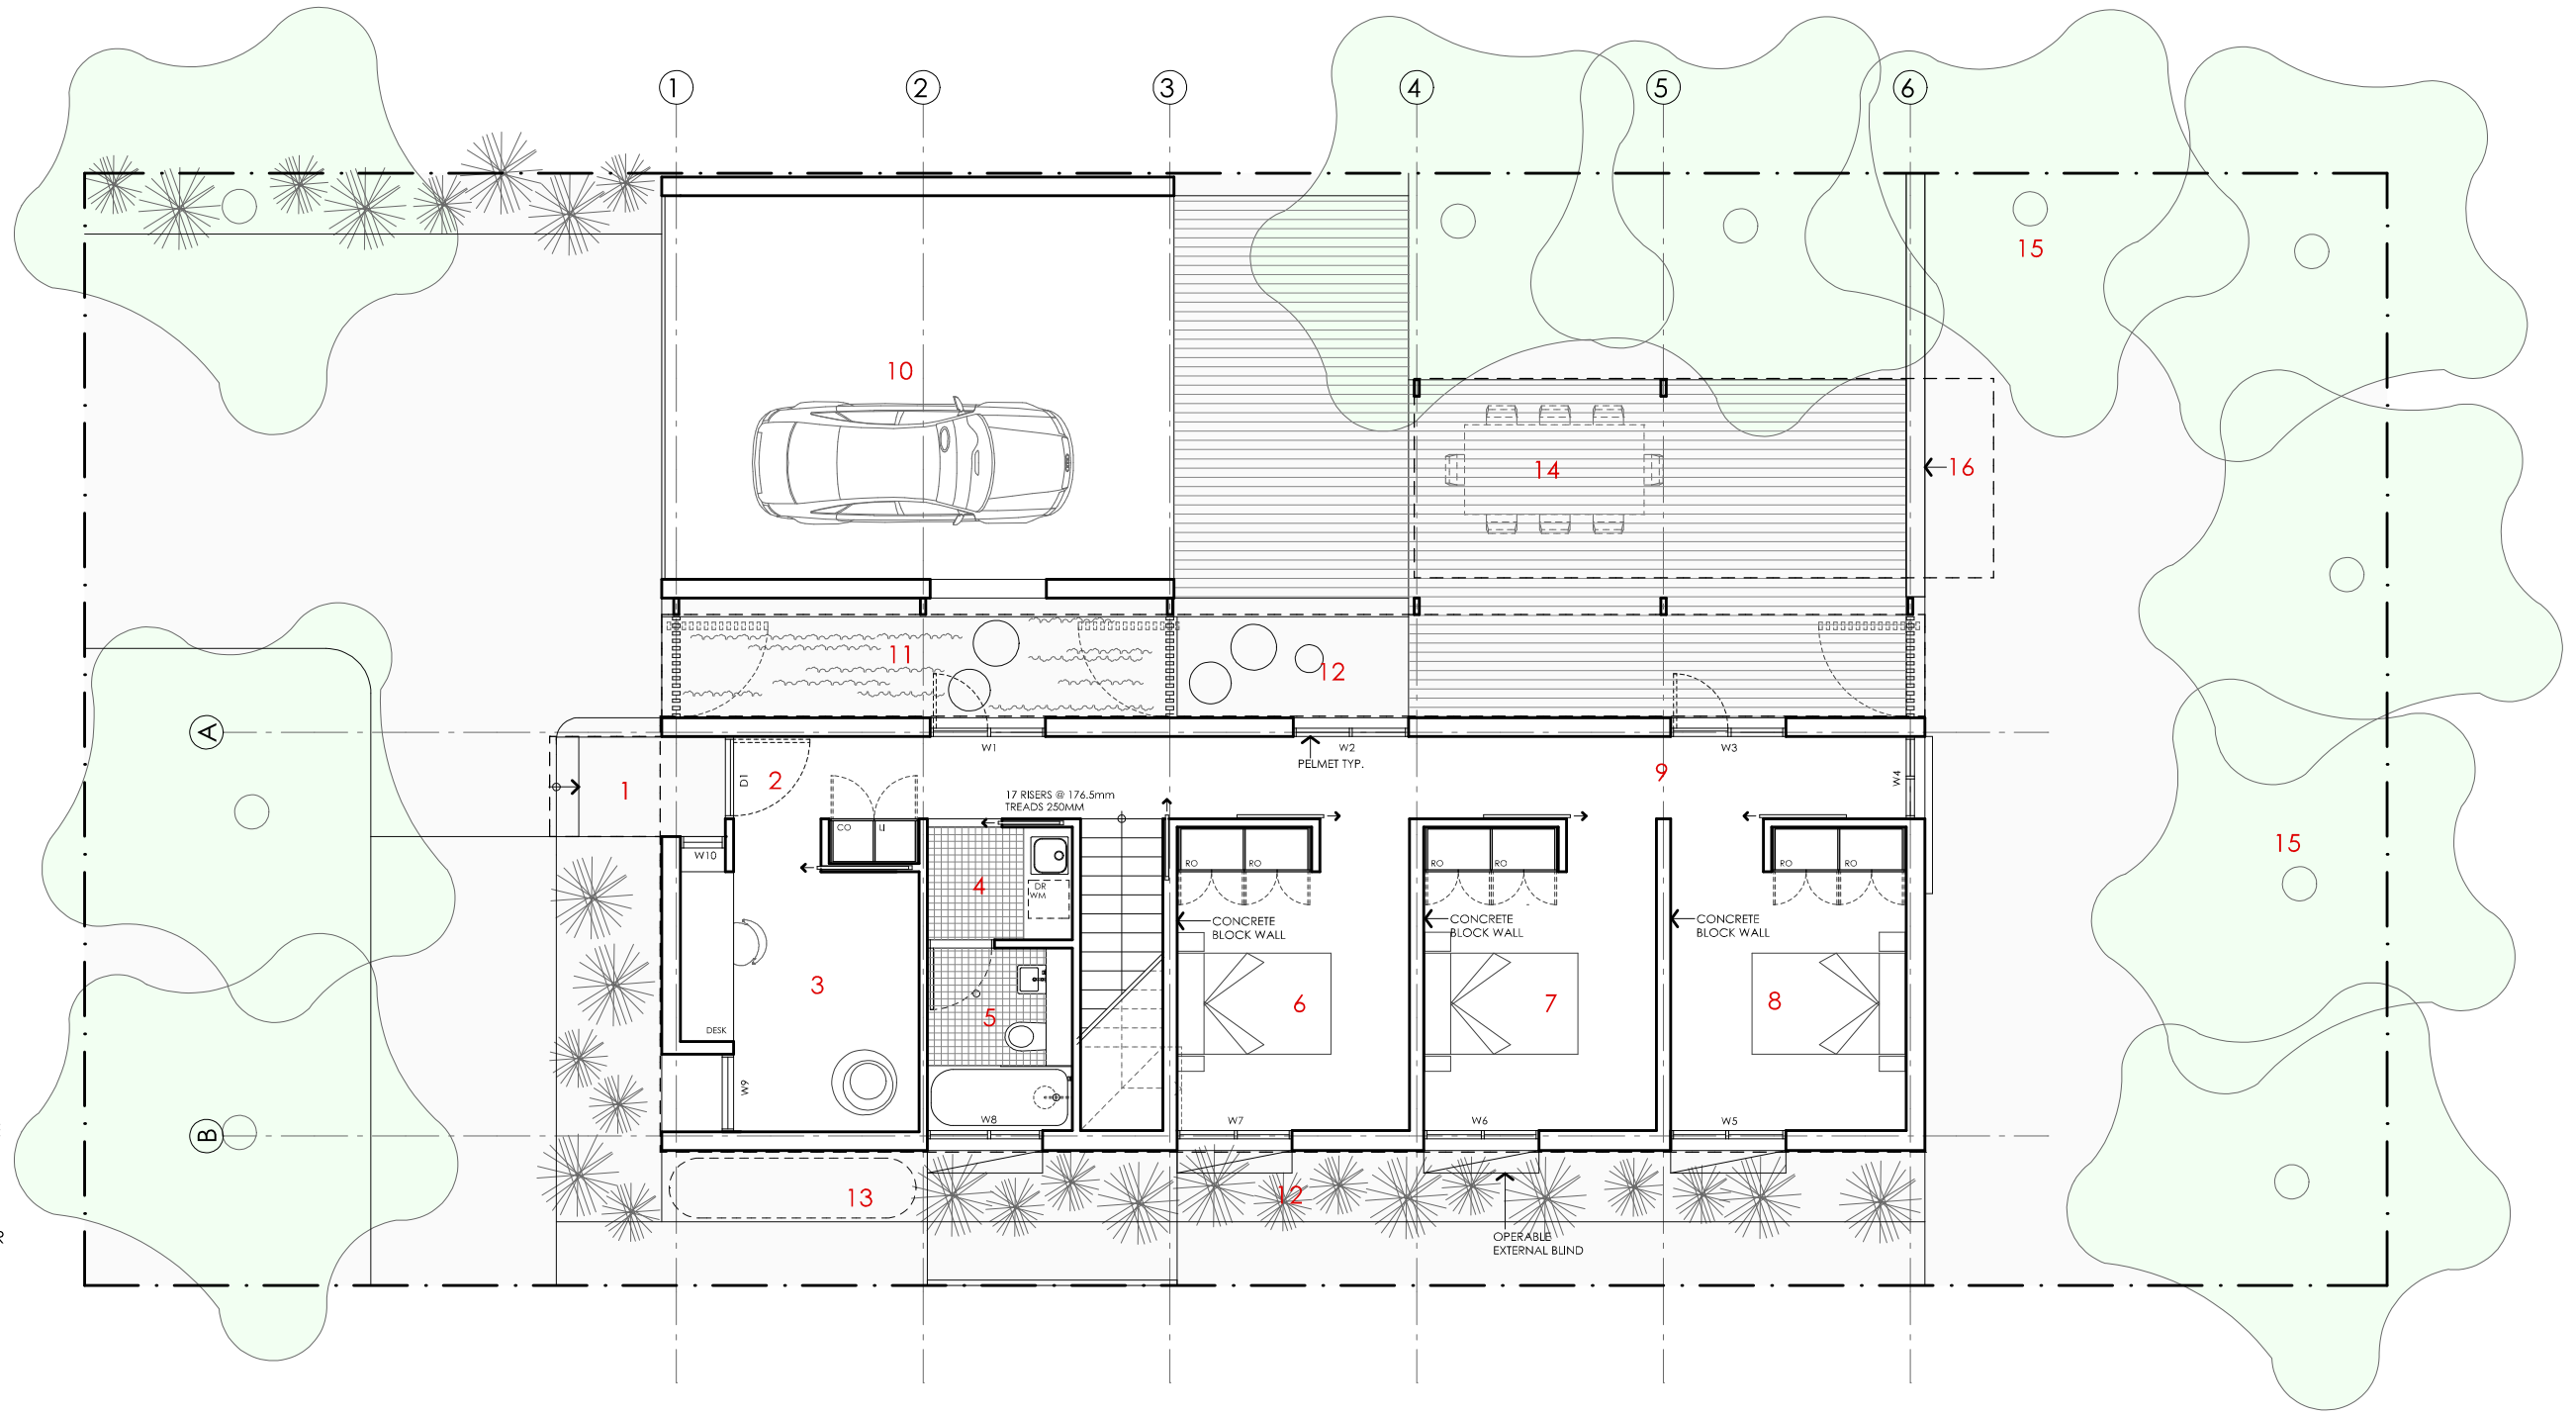 1 2 3 4 5 6
15
10
14
16
11
12
A
W1
W2
W3
PELMET TYP.
1
D1
2
9
W4
17 RISERS @ 176.5mm
TREADS 250MM
CO
LI
W10
RO RO
RO RO
RO RO
15
4
DR
WM
CONCRETE
BLOCK WALL
CONCRETE
BLOCK WALL
CONCRETE
BLOCK WALL
3
6
7
8
5
DESK
W9
B
W8
W7
W6
W5
13
12
OPERABLE
EXTERNAL BLIND